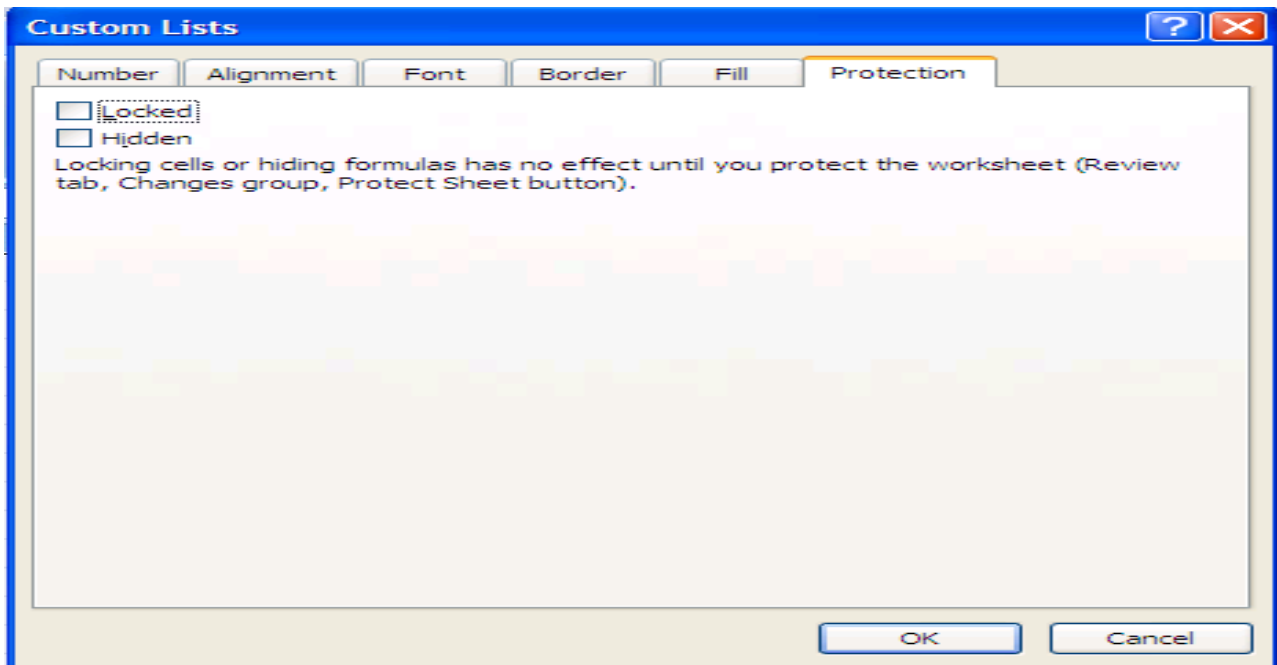 Custom Lists
Number Alignment Font Border Fill Protection
Locked
Hidden
Locking cells or hiding formulas has no effect until you protect the worksheet (Review
tab, Changes group, Protect Sheet button).
OK Cancel